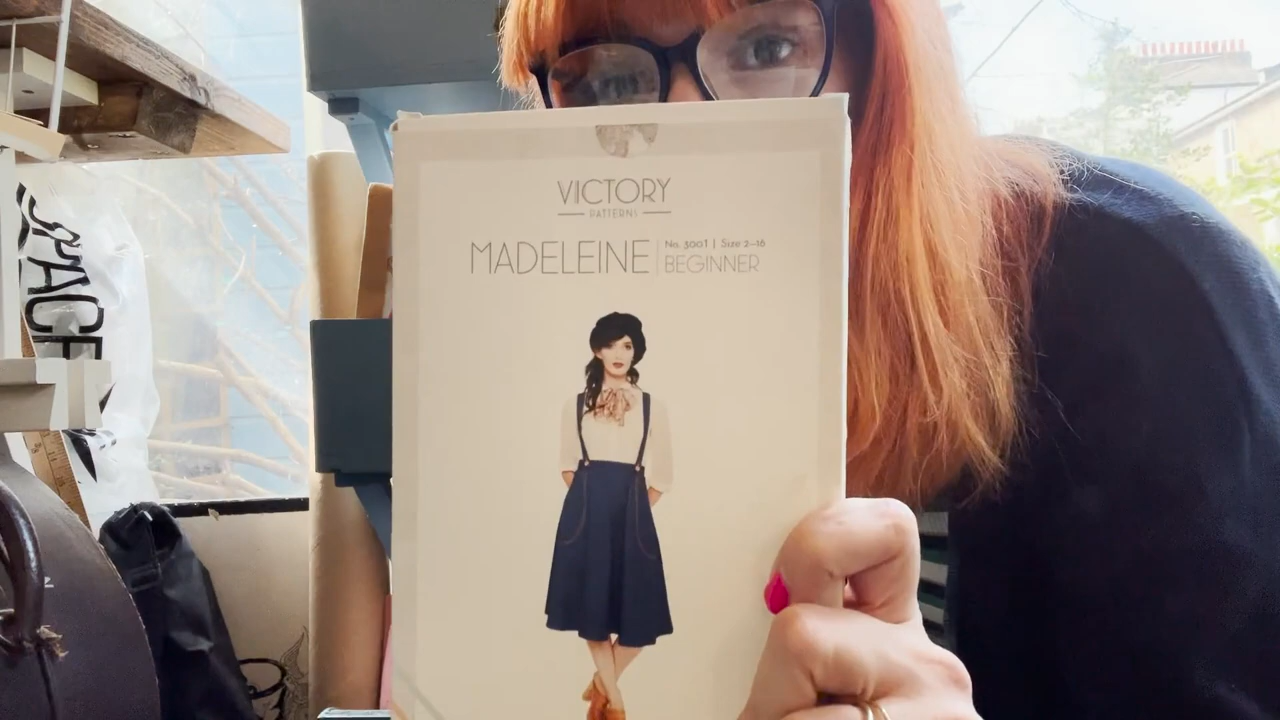 VICTORY
PATTERNS
MADELEINE
No. 3001 | Size 2–16
BEGINNER
SPACE